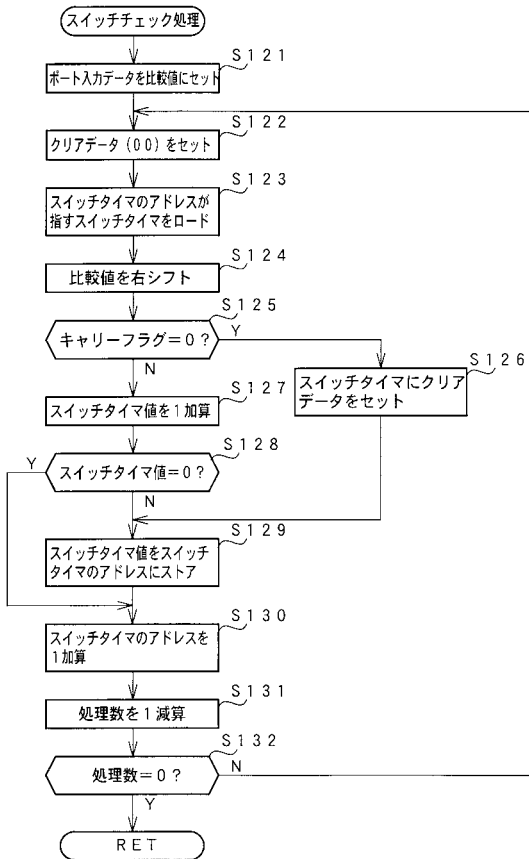 スイッチチェック処理
S121
ポート入力データを比較値にセット
S122
クリアデータ(00)をセット
S123
スイッチタイマのアドレスが
指すスイッチタイマをロード
S124
比較値を右シフト
S125
キャリーフラグ=0?
Y
N
S126
スイッチタイマにクリア
データをセット
S127
スイッチタイマ値を1加算
S128
スイッチタイマ値=0?
Y
N
S129
スイッチタイマ値をスイッチ
タイマのアドレスにストア
S130
スイッチタイマのアドレスを
1加算
S131
処理数を1減算
S132
処理数=0?
N
Y
RET